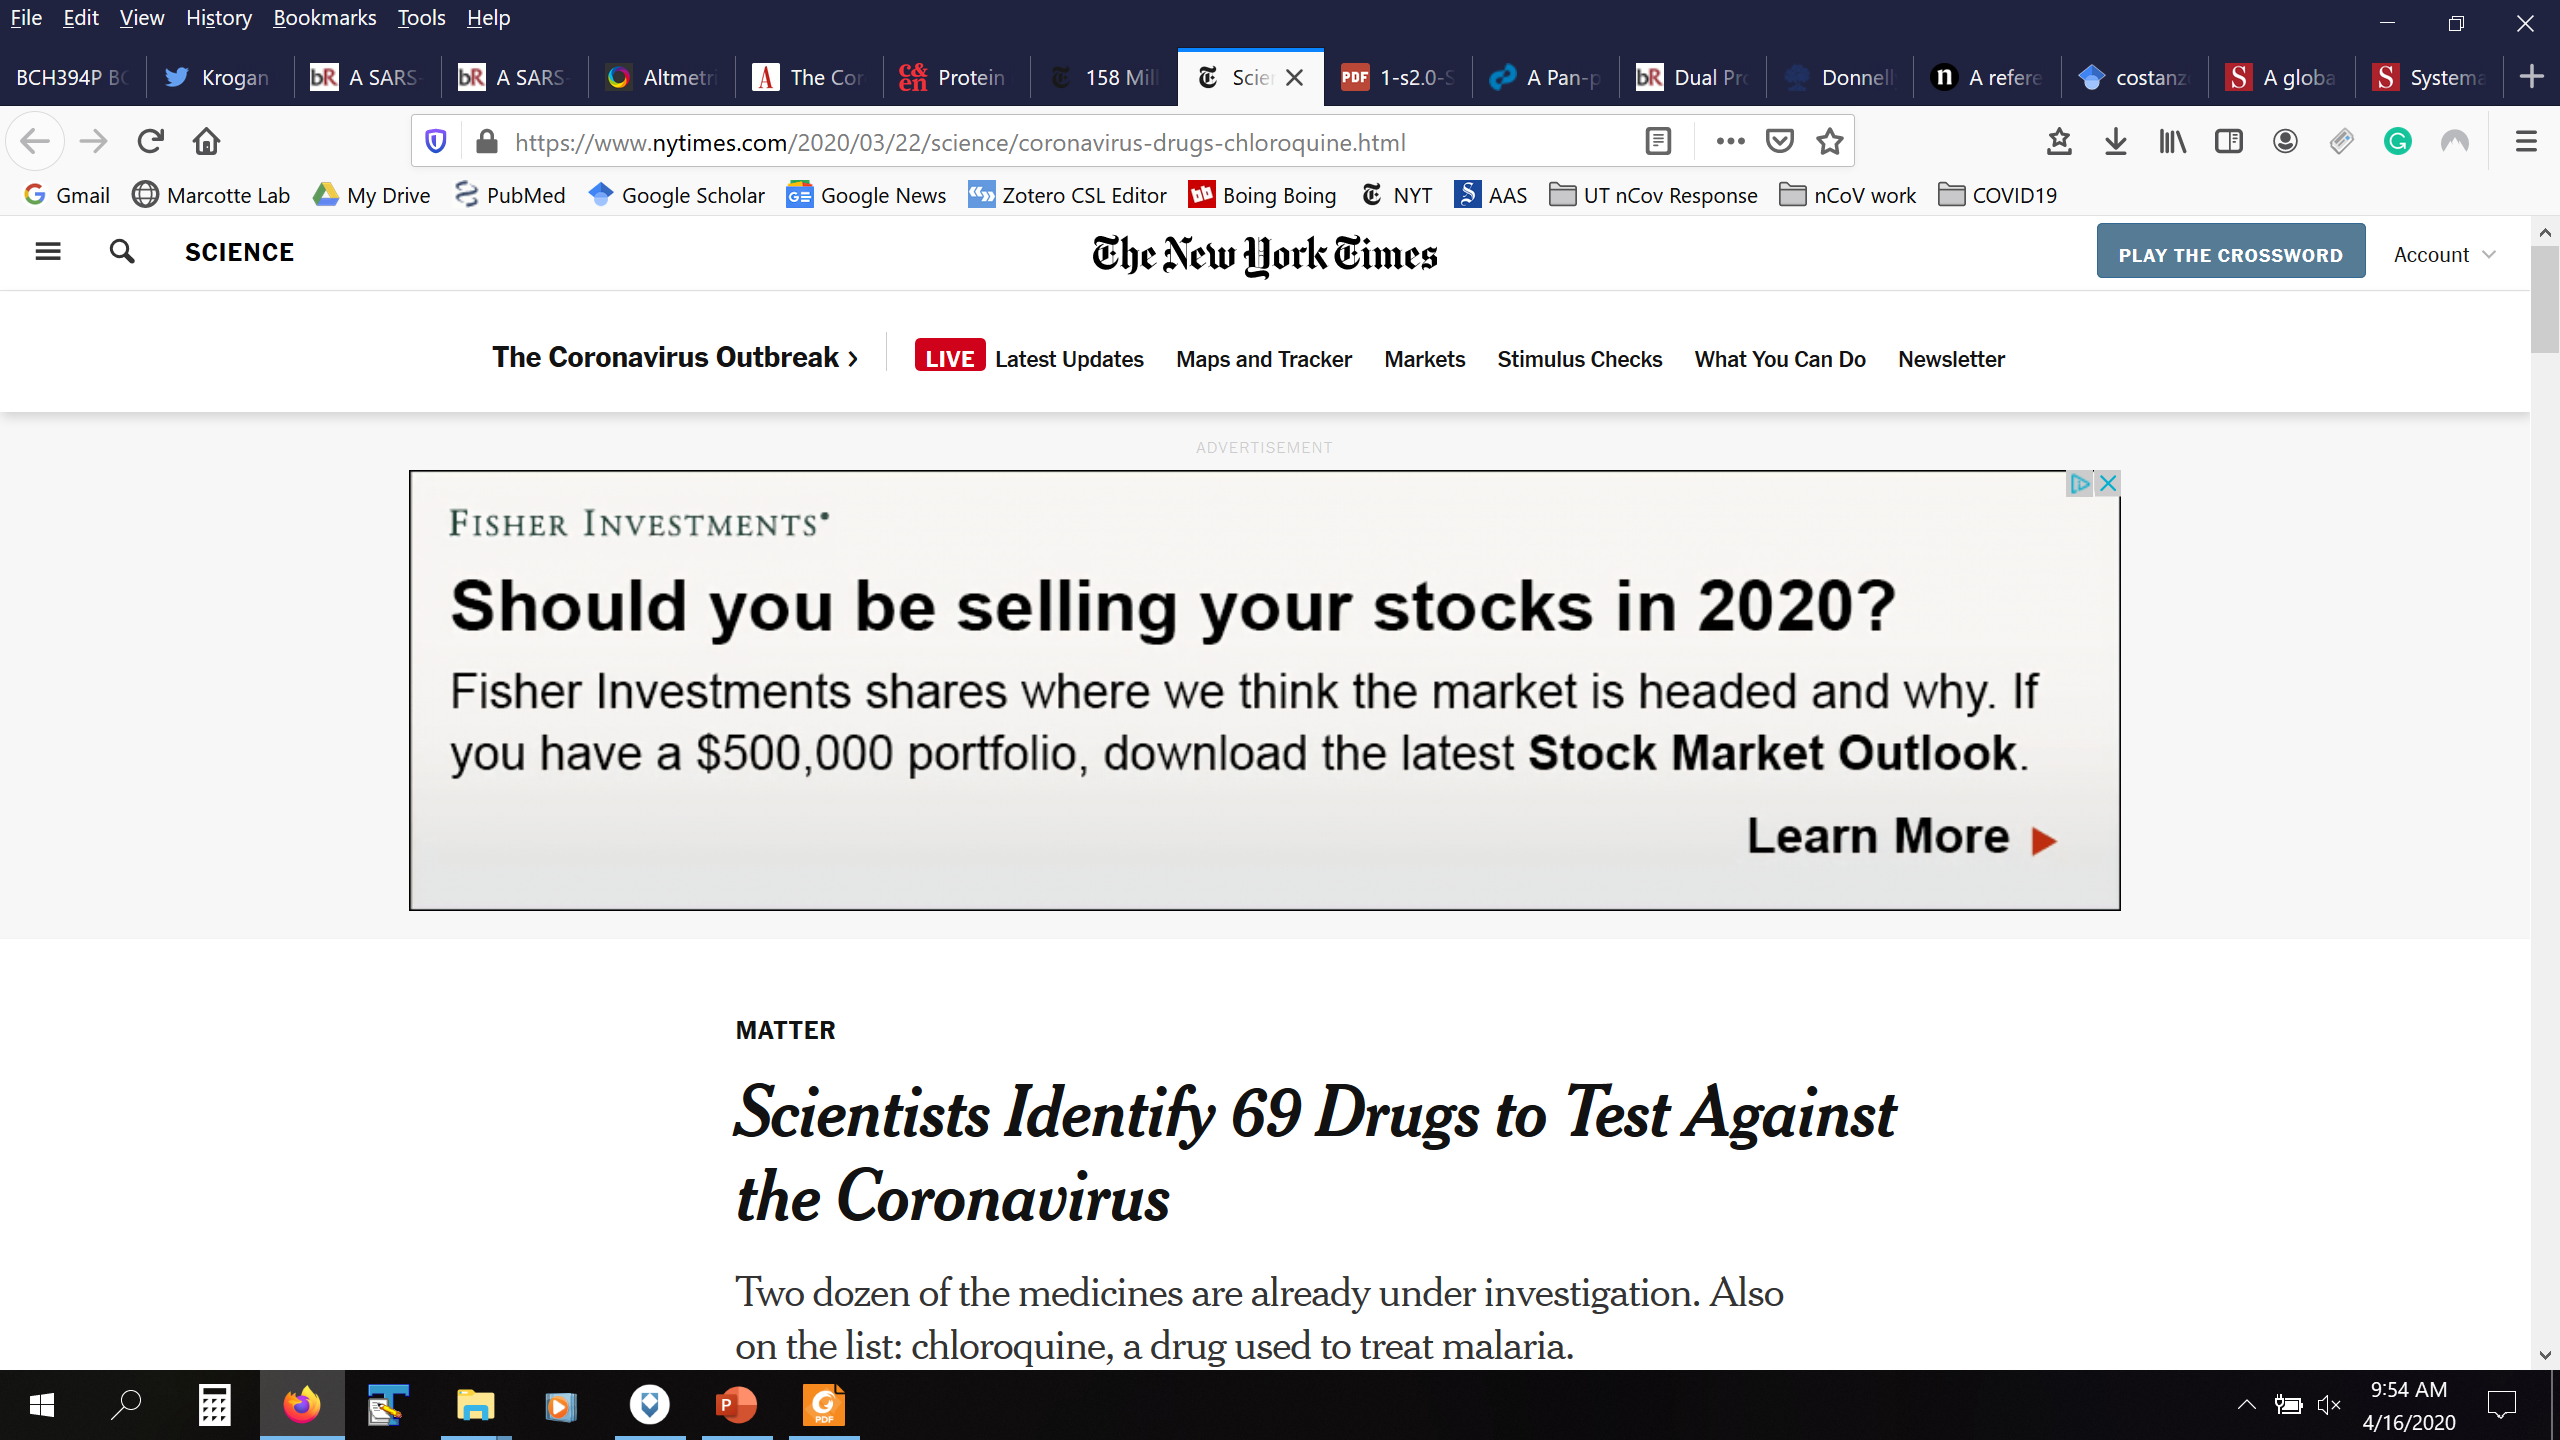 File Edit View History Bookmarks Tools Help
BCH394P BC Krogan A SARS- A SARS- Altmetri The Cor Protein 158 Mill Scier 1-s2.0-S A Pan-p Dual Pro Donnell A refere costanz A globa Systema
https://www.nytimes.com/2020/03/22/science/coronavirus-drugs-chloroquine.html
Gmail Marcotte Lab My Drive PubMed Google Scholar Google News Zotero CSL Editor Boing Boing NYT AAS UT nCov Response nCoV work COVID19
SCIENCE The New York Times PLAY THE CROSSWORD Account
The Coronavirus Outbreak › LIVE Latest Updates Maps and Tracker Markets Stimulus Checks What You Can Do Newsletter
ADVERTISEMENT
FISHER INVESTMENTS
Should you be selling your stocks in 2020?
Fisher Investments shares where we think the market is headed and why. If
you have a $500,000 portfolio, download the latest Stock Market Outlook.
Learn More
MATTER
Scientists Identify 69 Drugs to Test Against
the Coronavirus
Two dozen of the medicines are already under investigation. Also
on the list: chloroquine, a drug used to treat malaria.
9:54 AM
4/16/2020